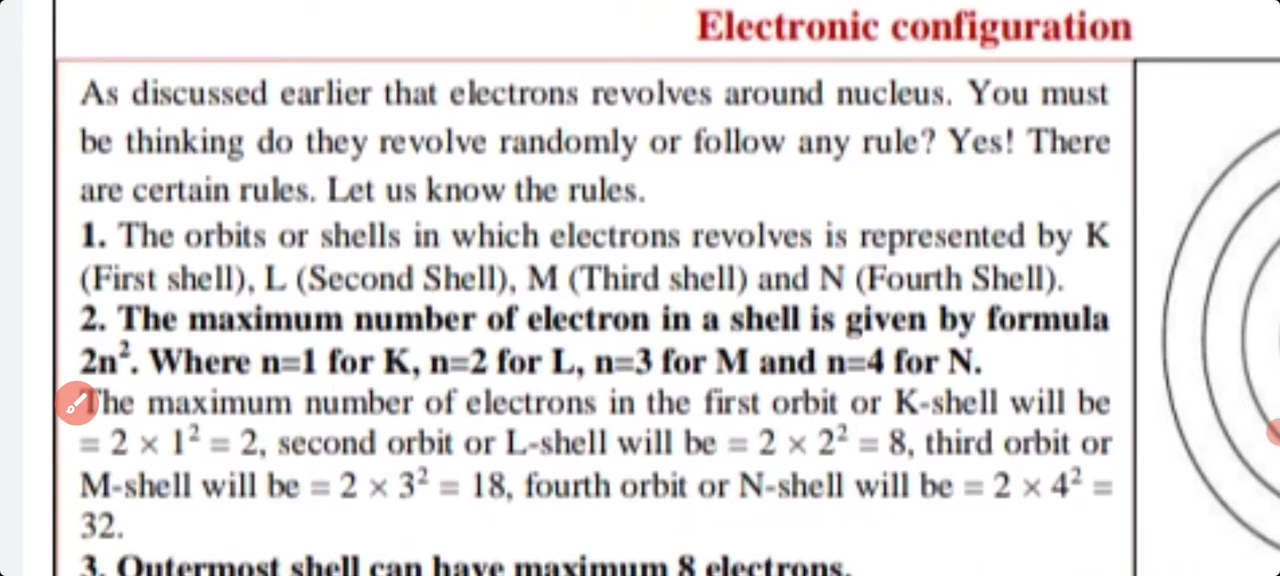 Electronic configuration
As discussed earlier that electrons revolves around nucleus. You must
be thinking do they revolve randomly or follow any rule? Yes! There
are certain rules. Let us know the rules.
1. The orbits or shells in which electrons revolves is represented by K
(First shell), L (Second Shell), M (Third shell) and N (Fourth Shell).
2. The maximum number of electron in a shell is given by formula
2n². Where n=1 for K, n=2 for L, n=3 for M and n=4 for N.
The maximum number of electrons in the first orbit or K-shell will be
= 2 × 1² = 2, second orbit or L-shell will be = 2 × 2² = 8, third orbit or
M-shell will be = 2 × 3² = 18, fourth orbit or N-shell will be = 2 × 4² =
32.
3. Outermost shell can have maximum 8 electrons.